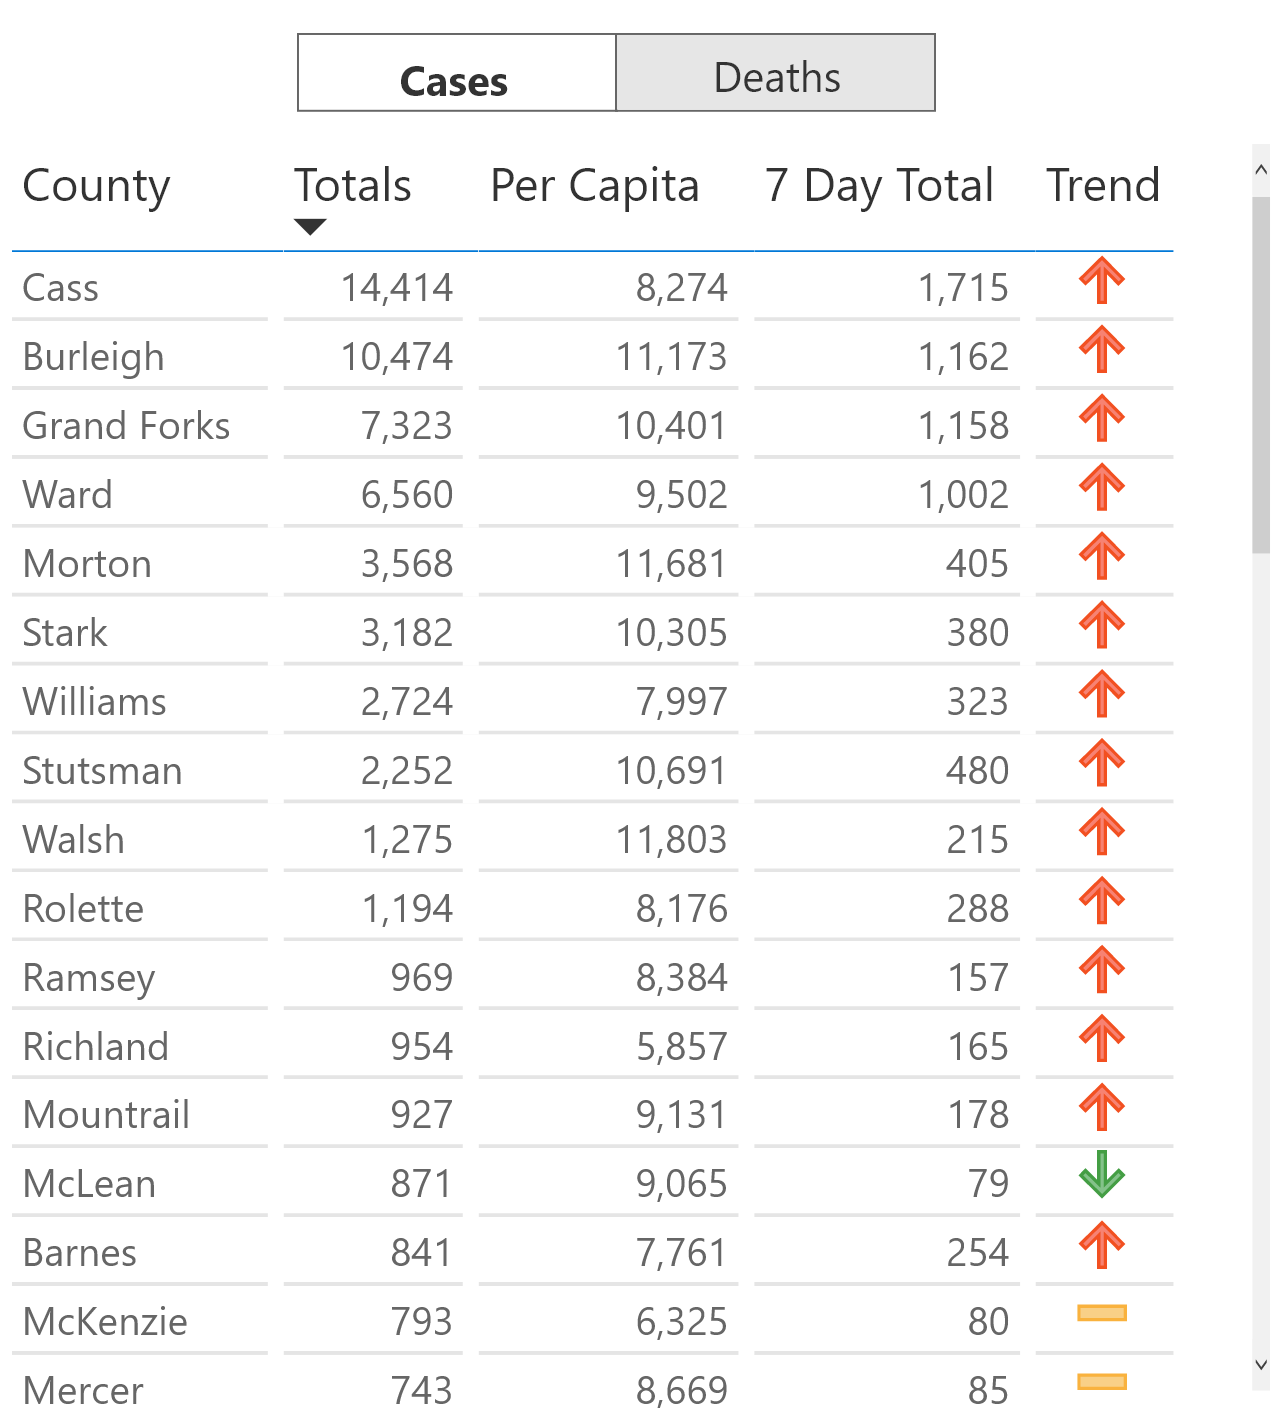 Cases Deaths
County Totals Per Capita 7 Day Total Trend
Cass 14,414 8,274 1,715
Burleigh 10,474 11,173 1,162
Grand Forks 7,323 10,401 1,158
Ward 6,560 9,502 1,002
Morton 3,568 11,681 405
Stark 3,182 10,305 380
Williams 2,724 7,997 323
Stutsman 2,252 10,691 480
Walsh 1,275 11,803 215
Rolette 1,194 8,176 288
Ramsey 969 8,384 157
Richland 954 5,857 165
Mountrail 927 9,131 178
McLean 871 9,065 79
Barnes 841 7,761 254
McKenzie 793 6,325 80
Mercer 743 8,669 85